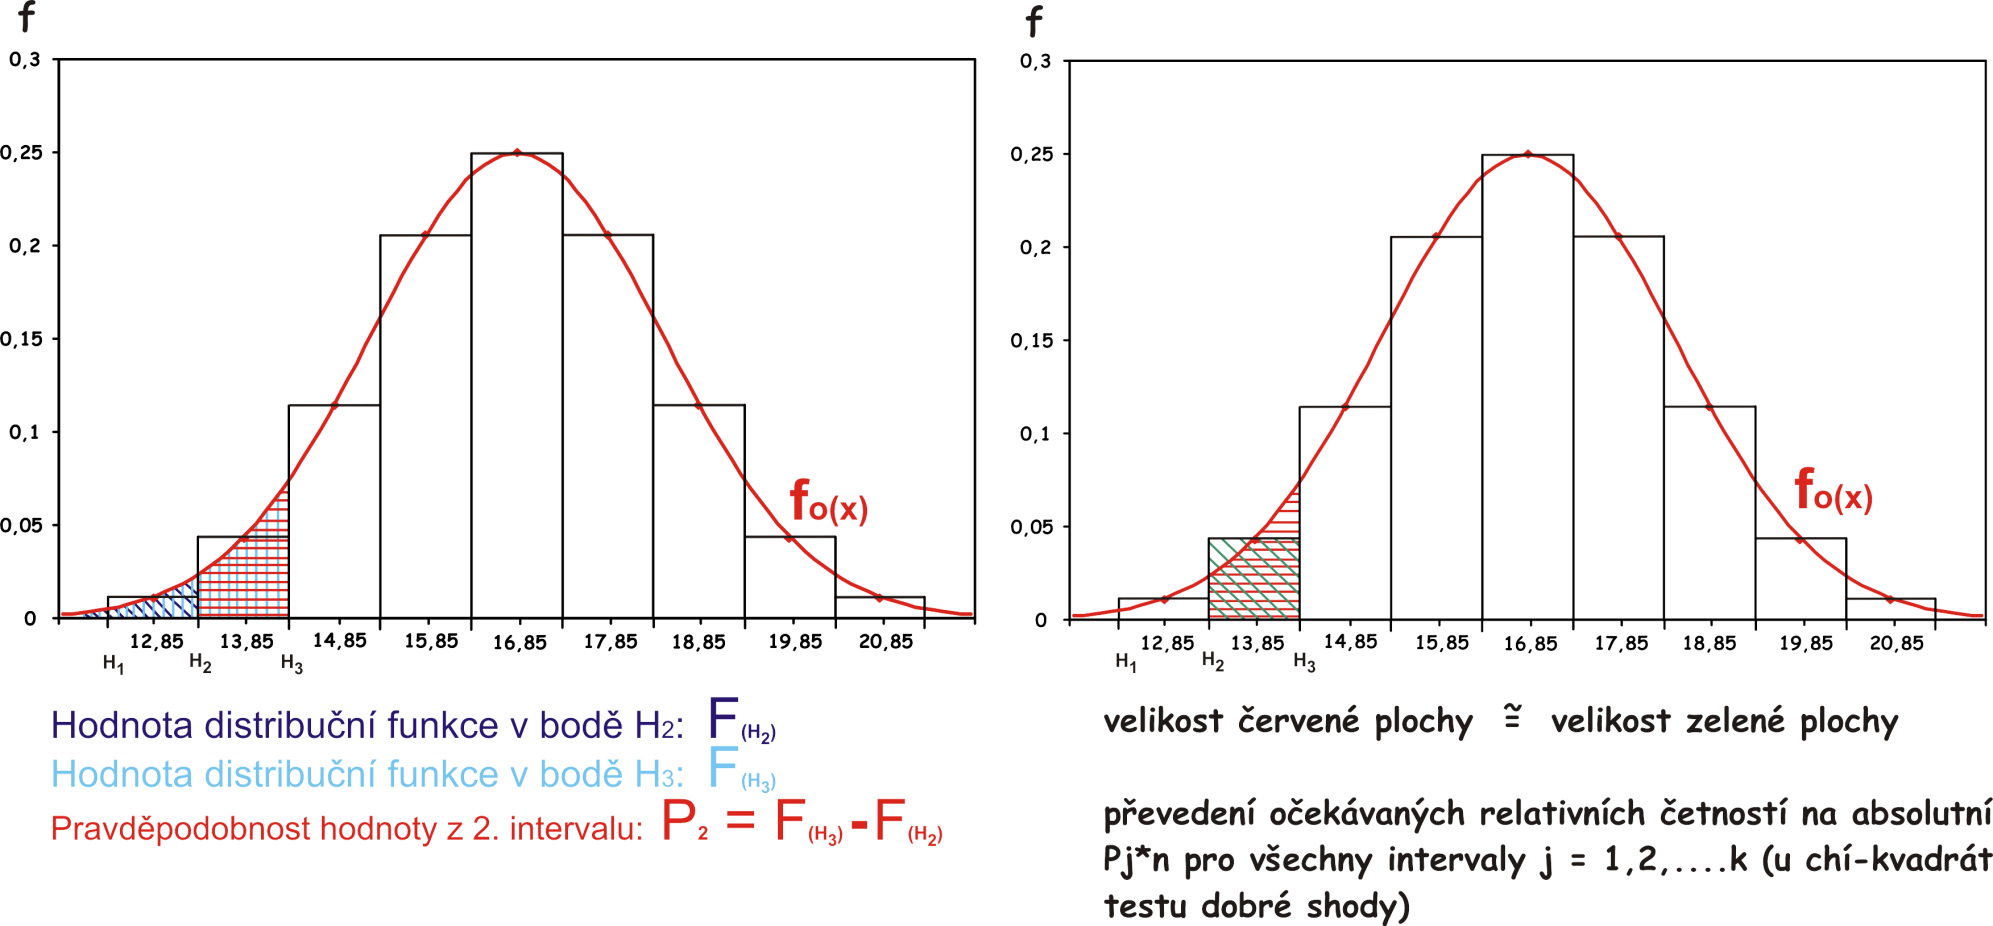 f
0,3
0,25
0,2
0,15
0,1
0,05
0
fo(x)
12,85 13,85 14,85 15,85 16,85 17,85 18,85 19,85 20,85
H1 H2 H3
Hodnota distribuční funkce v bodě H2: F(H2)
Hodnota distribuční funkce v bodě H3: F(H3)
Pravděpodobnost hodnoty z 2. intervalu: P2 = F(H3)-F(H2)
f
0,3
0,25
0,2
0,15
0,1
0,05
0
fo(x)
12,85 13,85 14,85 15,85 16,85 17,85 18,85 19,85 20,85
H1 H2 H3
velikost červené plochy ≅ velikost zelené plochy
převedení očekávaných relativních četností na absolutní
Pj*n pro všechny intervaly j = 1,2,....k (u chí-kvadrát
testu dobré shody)